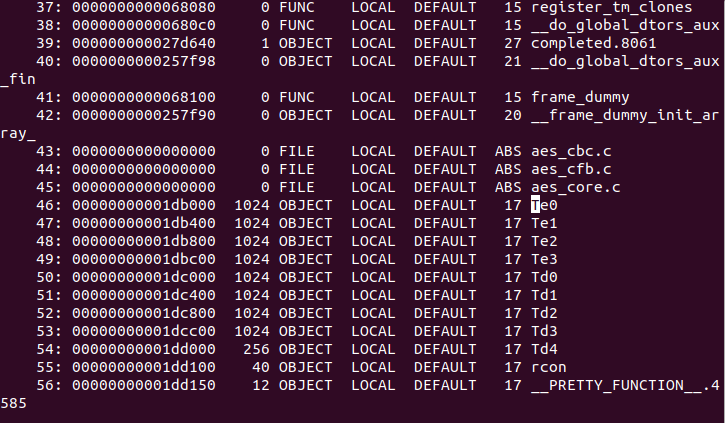 37: 0000000000068080 0 FUNC LOCAL DEFAULT 15 register_tm_clones
38: 00000000000680c0 0 FUNC LOCAL DEFAULT 15 __do_global_dtors_aux
39: 000000000027d640 1 OBJECT LOCAL DEFAULT 27 completed.8061
40: 0000000000257f98 0 OBJECT LOCAL DEFAULT 21 __do_global_dtors_aux
_fin
41: 0000000000068100 0 FUNC LOCAL DEFAULT 15 frame_dummy
42: 0000000000257f90 0 OBJECT LOCAL DEFAULT 20 __frame_dummy_init_ar
ray_
43: 0000000000000000 0 FILE LOCAL DEFAULT ABS aes_cbc.c
44: 0000000000000000 0 FILE LOCAL DEFAULT ABS aes_cfb.c
45: 0000000000000000 0 FILE LOCAL DEFAULT ABS aes_core.c
46: 00000000001db000 1024 OBJECT LOCAL DEFAULT 17 Te0
47: 00000000001db400 1024 OBJECT LOCAL DEFAULT 17 Te1
48: 00000000001db800 1024 OBJECT LOCAL DEFAULT 17 Te2
49: 00000000001dbc00 1024 OBJECT LOCAL DEFAULT 17 Te3
50: 00000000001dc000 1024 OBJECT LOCAL DEFAULT 17 Td0
51: 00000000001dc400 1024 OBJECT LOCAL DEFAULT 17 Td1
52: 00000000001dc800 1024 OBJECT LOCAL DEFAULT 17 Td2
53: 00000000001dcc00 1024 OBJECT LOCAL DEFAULT 17 Td3
54: 00000000001dd000 256 OBJECT LOCAL DEFAULT 17 Td4
55: 00000000001dd100 40 OBJECT LOCAL DEFAULT 17 rcon
56: 00000000001dd150 12 OBJECT LOCAL DEFAULT 17 __PRETTY_FUNCTION__.4
585